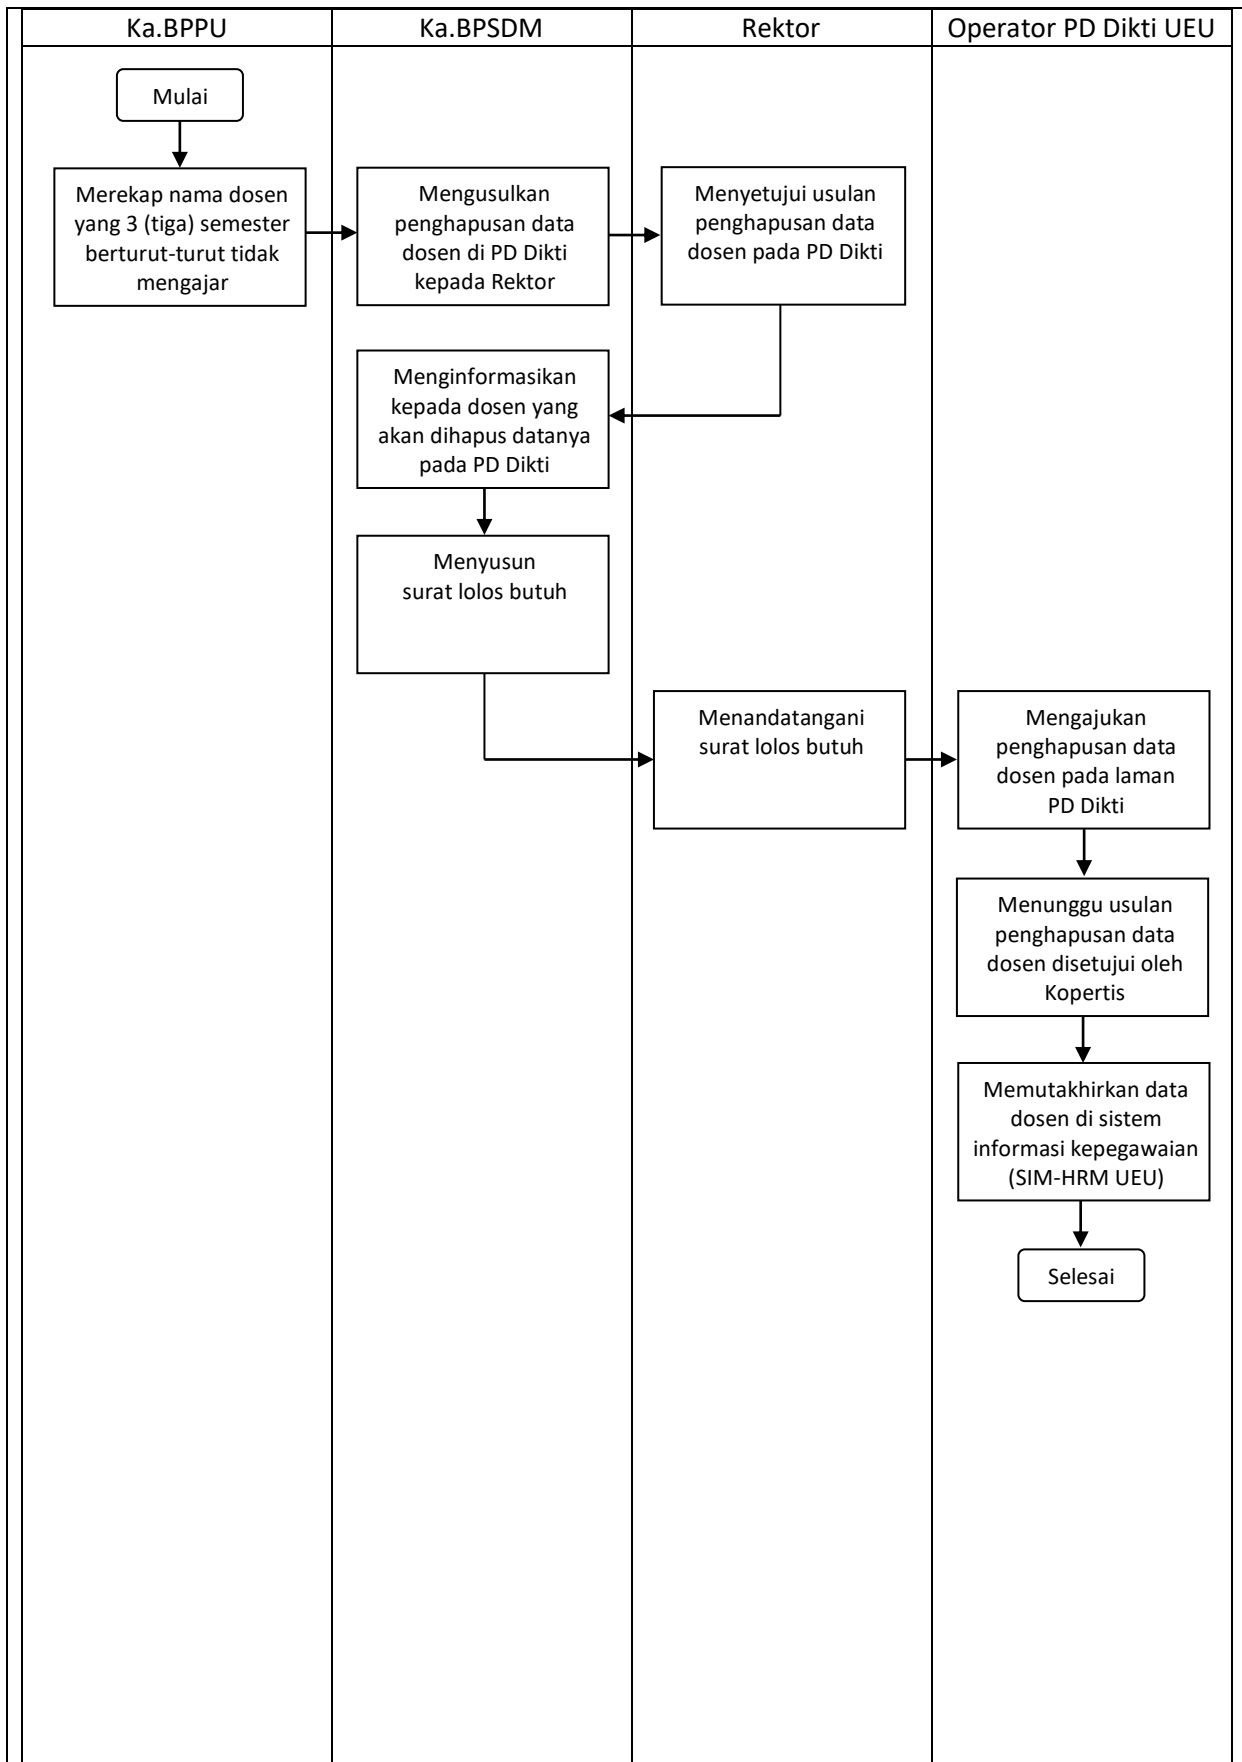 Ka.BPPU
Ka.BPSDM
Rektor
Operator PD Dikti UEU
Mulai
Merekap nama dosen
yang 3 (tiga) semester
berturut-turut tidak
mengajar
Mengusulkan
penghapusan data
dosen di PD Dikti
kepada Rektor
Menyetujui usulan
penghapusan data
dosen pada PD Dikti
Menginformasikan
kepada dosen yang
akan dihapus datanya
pada PD Dikti
Menyusun
surat lolos butuh
Menandatangani
surat lolos butuh
Mengajukan
penghapusan data
dosen pada laman
PD Dikti
Menunggu usulan
penghapusan data
dosen disetujui oleh
Kopertis
Memutakhirkan data
dosen di sistem
informasi kepegawaian
(SIM-HRM UEU)
Selesai